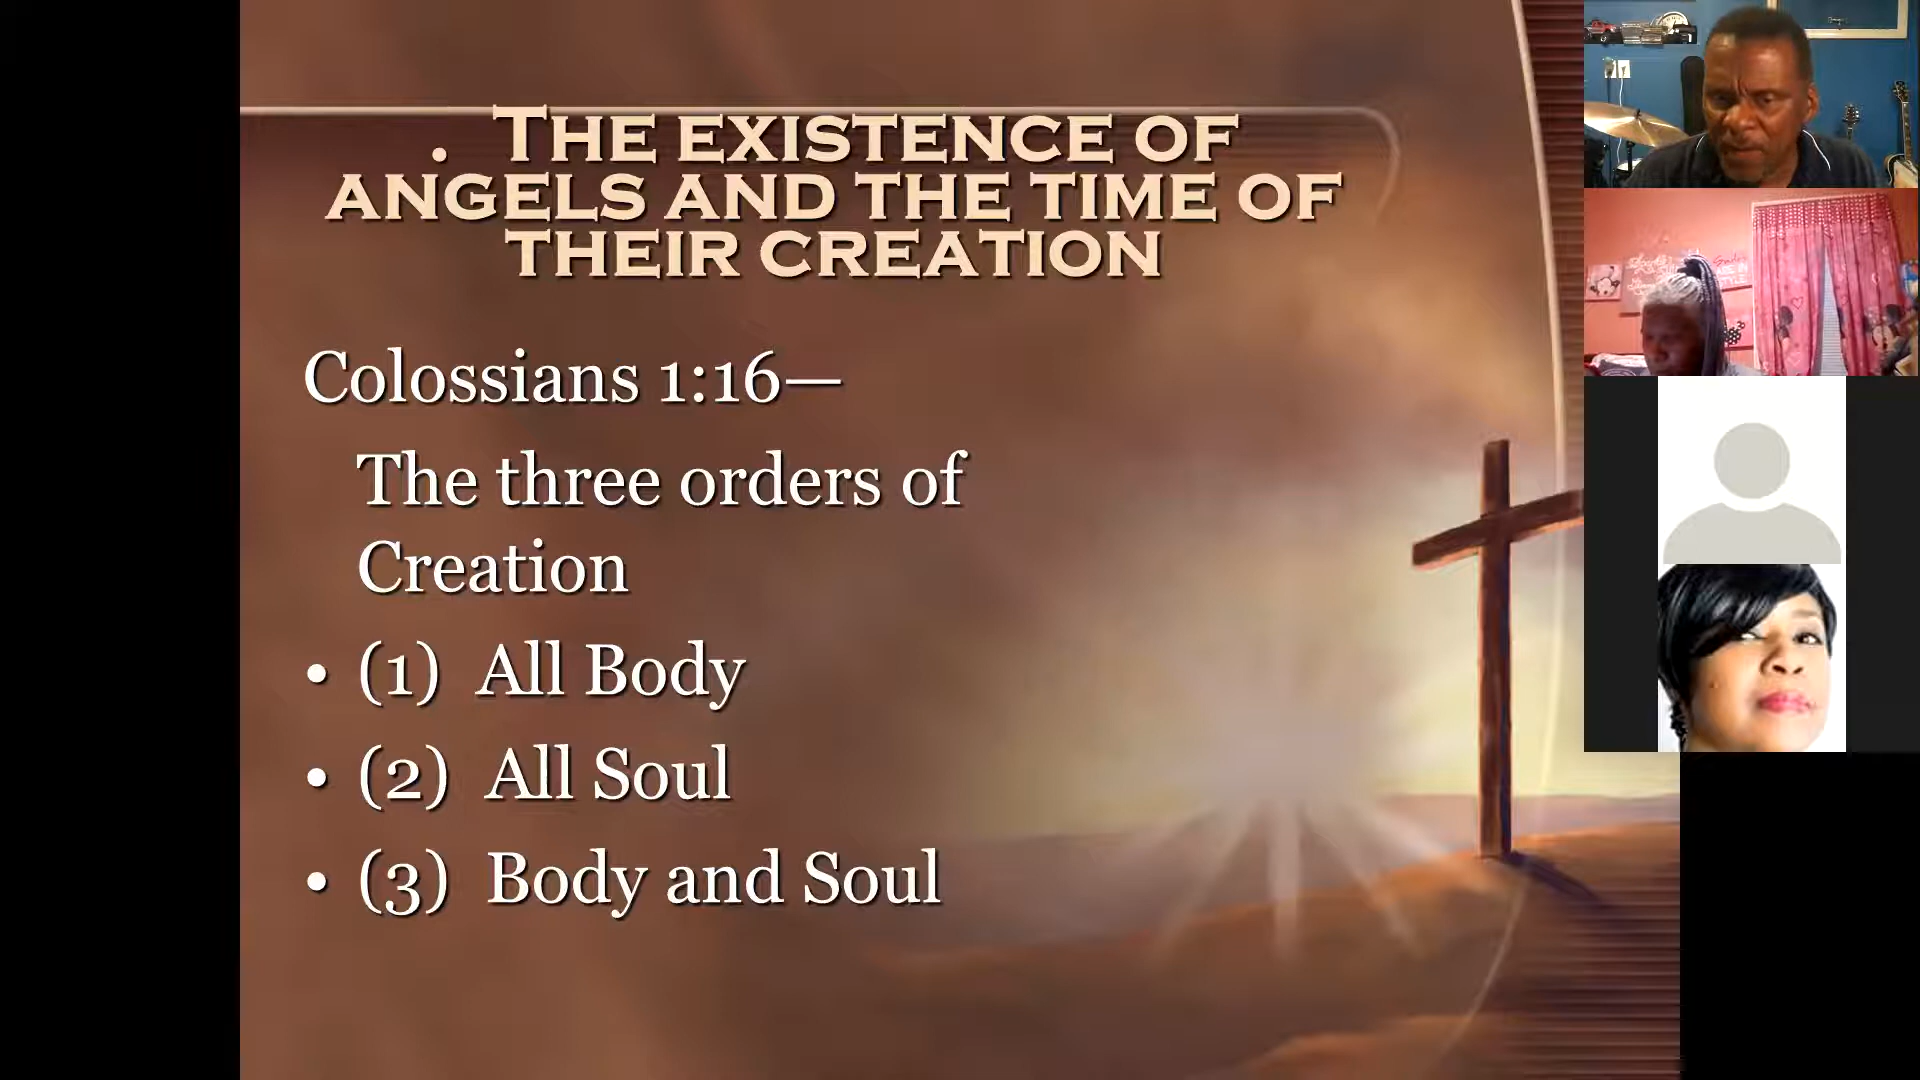 . THE EXISTENCE OF
ANGELS AND THE TIME OF
THEIR CREATION
Colossians 1:16—
The three orders of
Creation
• (1) All Body
• (2) All Soul
• (3) Body and Soul